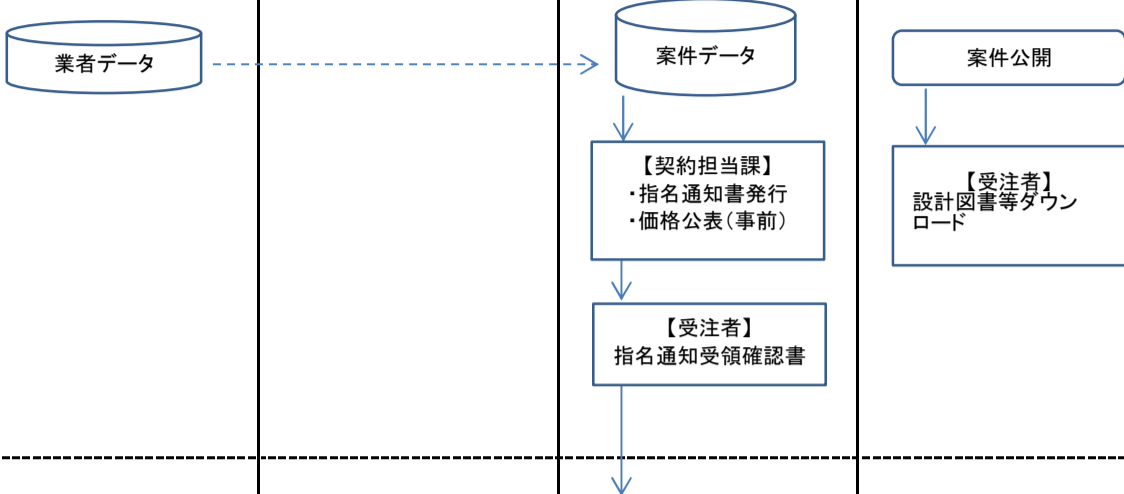 業者データ
案件データ
案件公開
【契約担当課】
・指名通知書発行
・価格公表（事前）
【受注者】
設計図書等ダウン
ロード
【受注者】
指名通知受領確認書